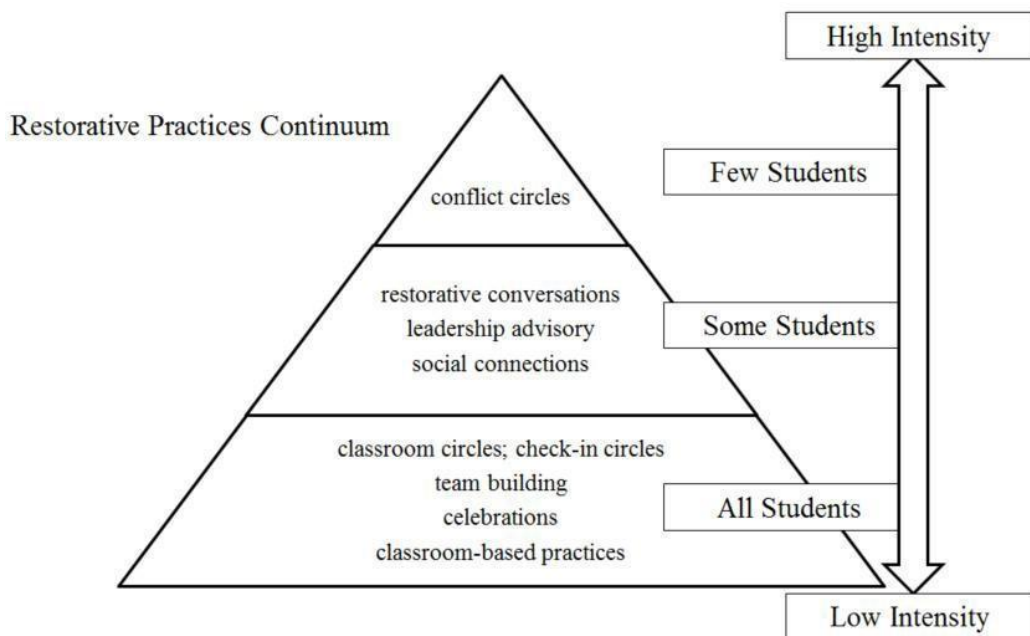 High Intensity
Restorative Practices Continuum
Few Students
conflict circles
restorative conversations
leadership advisory
social connections
Some Students
classroom circles; check-in circles
team building
celebrations
classroom-based practices
All Students
Low Intensity